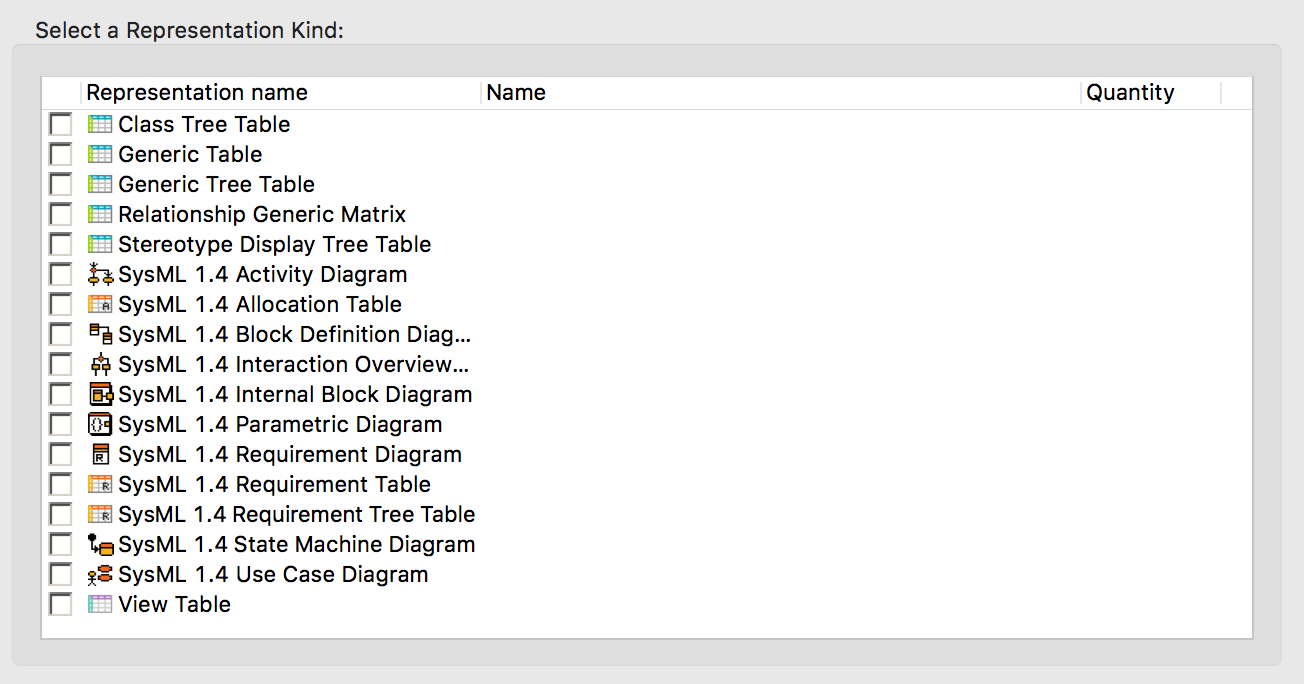 Select a Representation Kind:
Representation name Name Quantity
Class Tree Table
Generic Table
Generic Tree Table
Relationship Generic Matrix
Stereotype Display Tree Table
SysML 1.4 Activity Diagram
SysML 1.4 Allocation Table
SysML 1.4 Block Definition Diag...
SysML 1.4 Interaction Overview...
SysML 1.4 Internal Block Diagram
SysML 1.4 Parametric Diagram
SysML 1.4 Requirement Diagram
SysML 1.4 Requirement Table
SysML 1.4 Requirement Tree Table
SysML 1.4 State Machine Diagram
SysML 1.4 Use Case Diagram
View Table